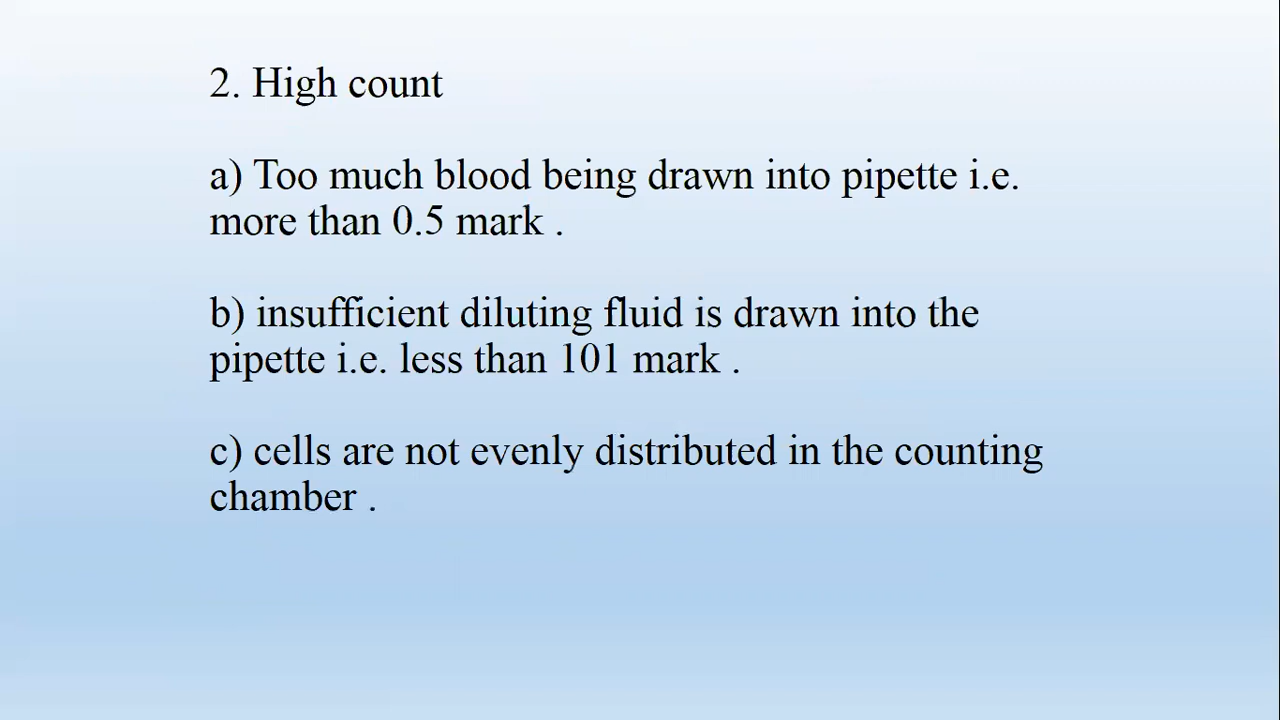 2. High count
a) Too much blood being drawn into pipette i.e.
more than 0.5 mark .
b) insufficient diluting fluid is drawn into the
pipette i.e. less than 101 mark .
c) cells are not evenly distributed in the counting
chamber .